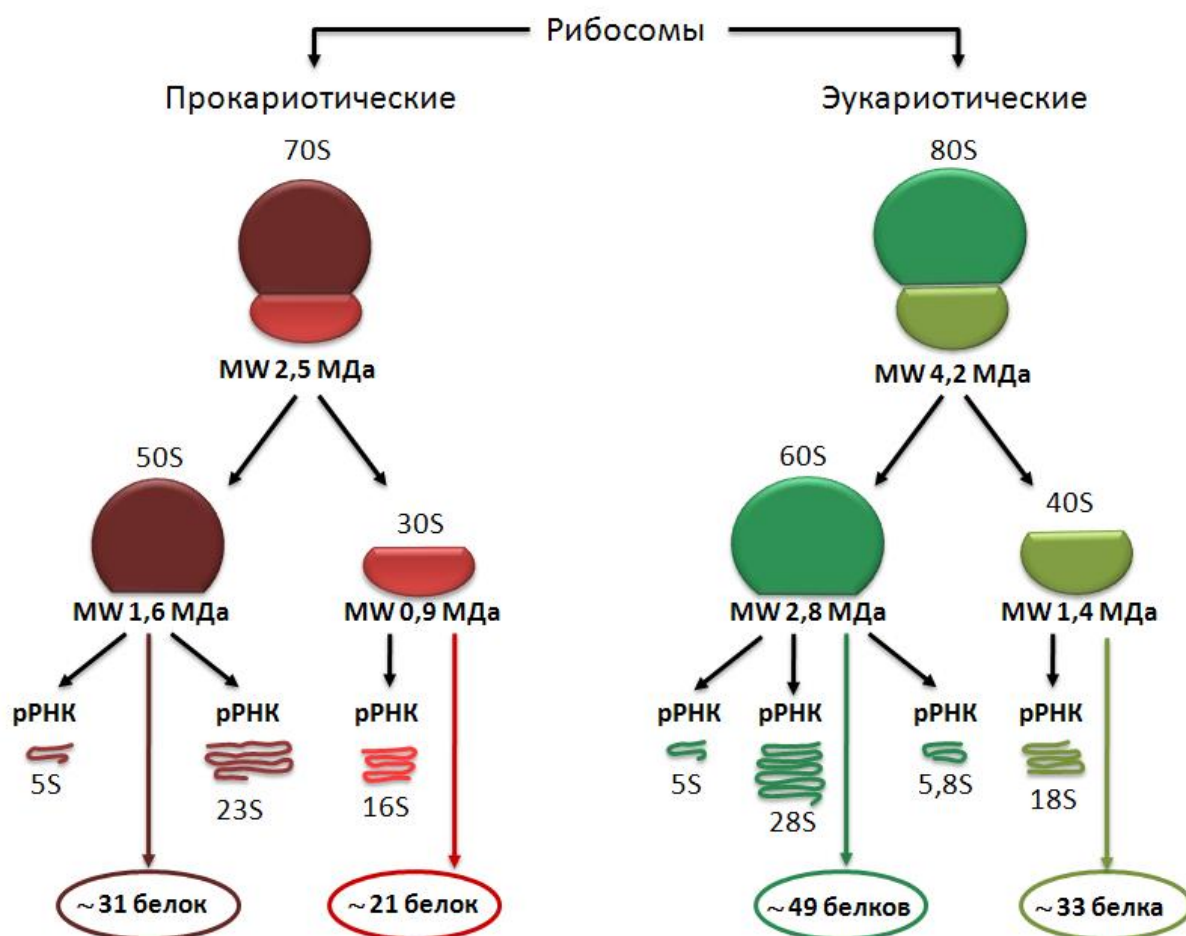 Рибосомы
Прокариотические
Эукариотические
70S
80S
MW 2,5 МДа
MW 4,2 МДа
50S
30S
60S
40S
MW 1,6 МДа
MW 0,9 МДа
MW 2,8 МДа
MW 1,4 МДа
рРНК
рРНК
рРНК
рРНК
рРНК
рРНК
рРНК
5S
23S
16S
5S
28S
5,8S
18S
~ 31 белок
~ 21 белок
~ 49 белков
~ 33 белка